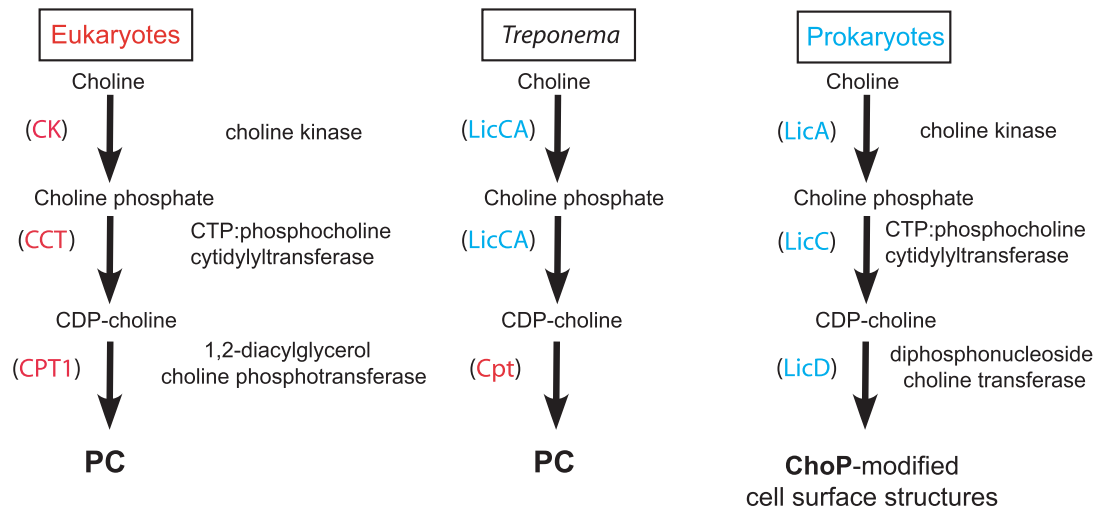 Eukaryotes
Choline
(CK)
choline kinase
Choline phosphate
(CCT)
CTP:phosphocholine
cytidylyltransferase
CDP-choline
(CPT1)
1,2-diacylglycerol
choline phosphotransferase
PC
Treponema
Choline
(LicCA)
Choline phosphate
(LicCA)
CDP-choline
(Cpt)
PC
Prokaryotes
Choline
(LicA)
choline kinase
Choline phosphate
(LicC)
CTP:phosphocholine
cytidylyltransferase
CDP-choline
(LicD)
diphosphonucleoside
choline transferase
ChoP-modified
cell surface structures